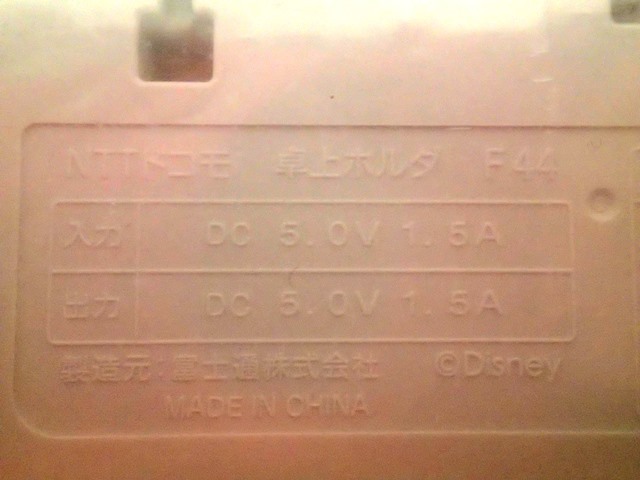 NTTドコモ 卓上ホルダ F44
入力 DC 5.0V 1.5A
出力 DC 5.0V 1.5A
製造元:富士通株式会社 ©Disney
MADE IN CHINA